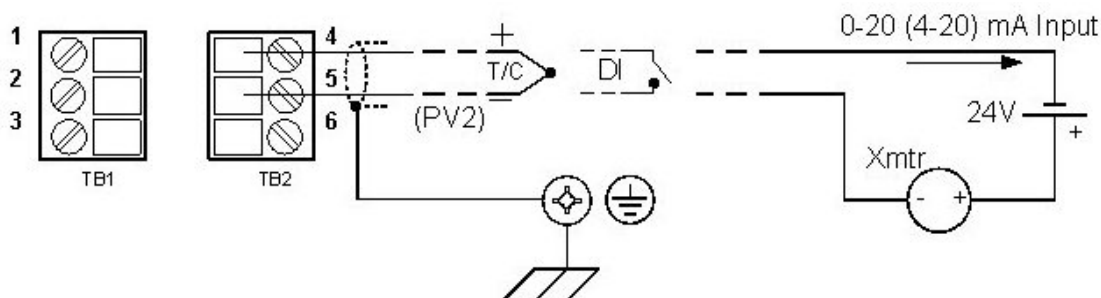 0-20 (4-20) mA Input
1
2
3
TB1
4
5
6
TB2
+
T/C
−
(PV2)
DI
24V
+
Xmtr
- +